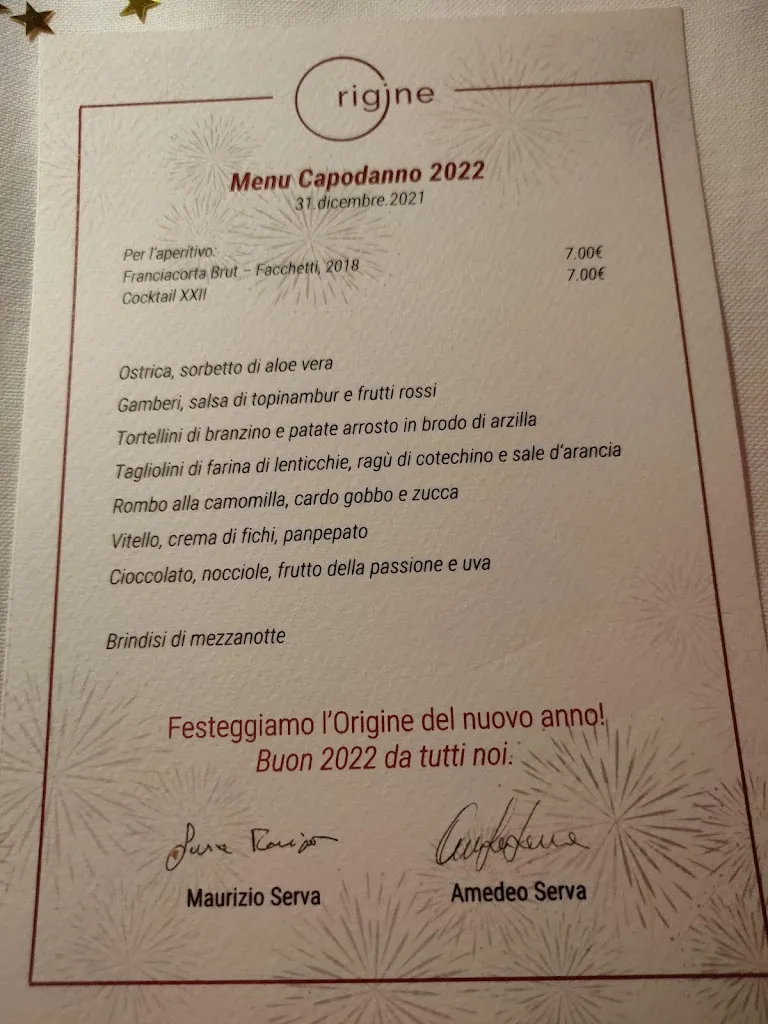 Origine
Menu Capodanno 2022
31.dicembre.2021
Per l'aperitivo:
Franciacorta Brut – Facchetti, 2018 7.00€
Cocktail XXII 7.00€
Ostrica, sorbetto di aloe vera
Gamberi, salsa di topinambur e frutti rossi
Tortellini di branzino e patate arrosto in brodo di arzilla
Tagliolini di farina di lenticchie, ragù di cotechino e sale d'arancia
Rombo alla camomilla, cardo gobbo e zucca
Vitello, crema di fichi, panpepato
Cioccolato, nocciole, frutto della passione e uva
Brindisi di mezzanotte
Festeggiamo l'Origine del nuovo anno!
Buon 2022 da tutti noi.
Maurizio Serva Amedeo Serva